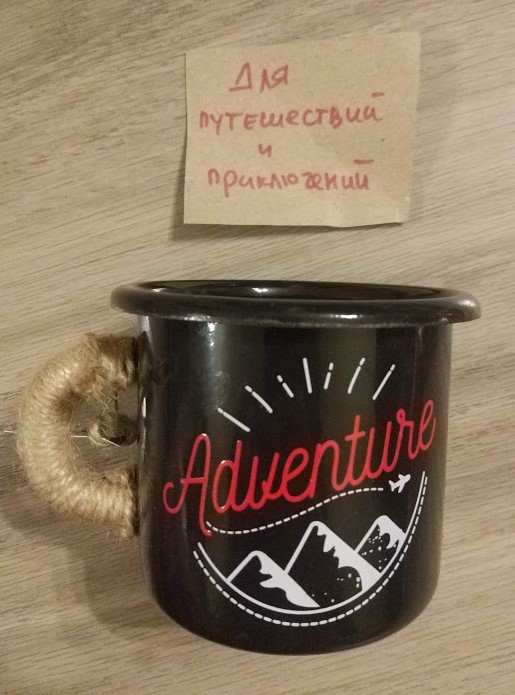 Для
путешествий
и
приключений
Adventure